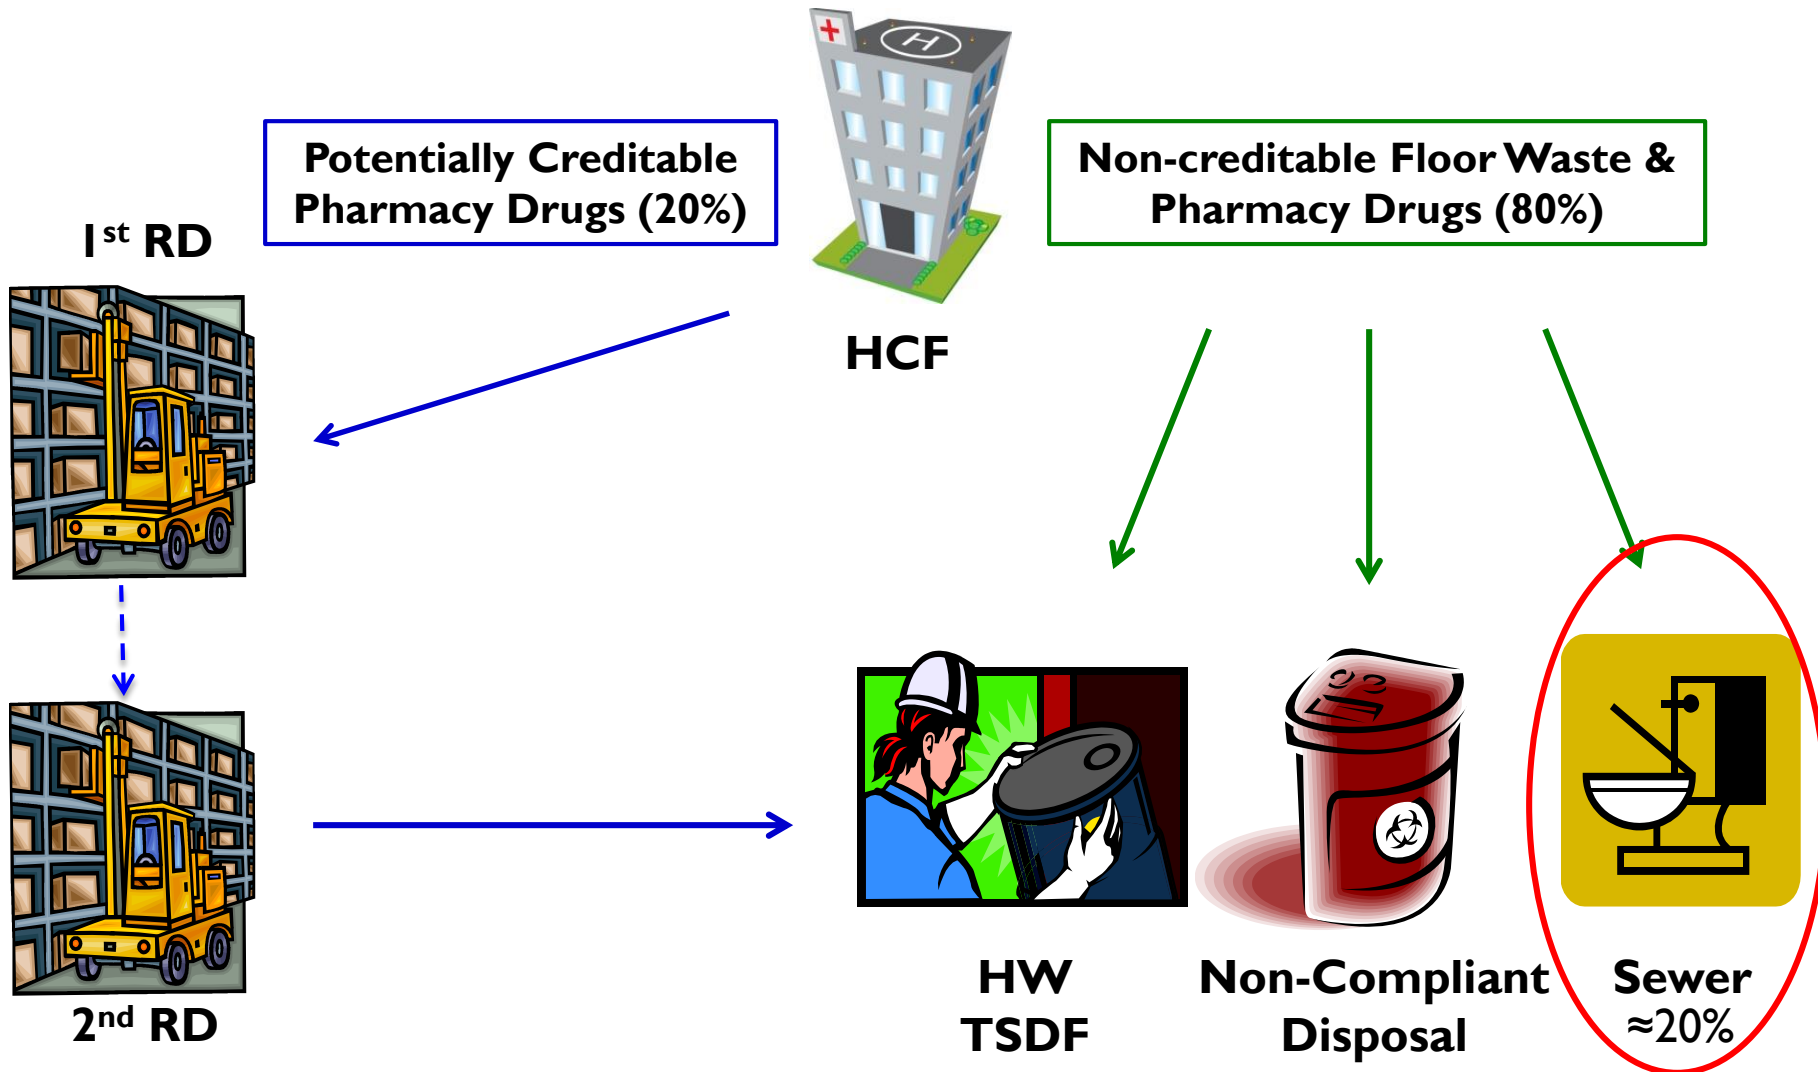 H
Potentially Creditable
Pharmacy Drugs (20%)
Non-creditable Floor Waste &
Pharmacy Drugs (80%)
1st RD
HCF
2nd RD
HW
TSDF
Non-Compliant
Disposal
Sewer
≈20%